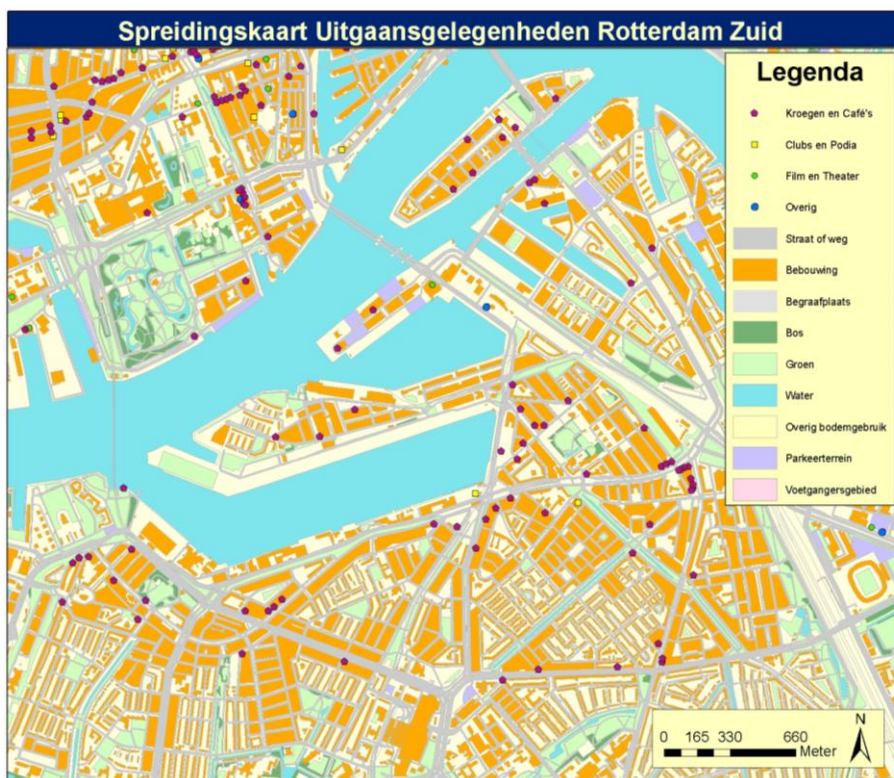 Spreidingskaart Uitgaansgelegenheden Rotterdam Zuid
Legenda
Kroegen en Café's
Clubs en Podia
Film en Theater
Overig
Straat of weg
Bebouwing
Begraafplaats
Bos
Groen
Water
Overig bodemgebruik
Parkeerterrein
Voetgangersgebied
N
0 165 330 660
Meter